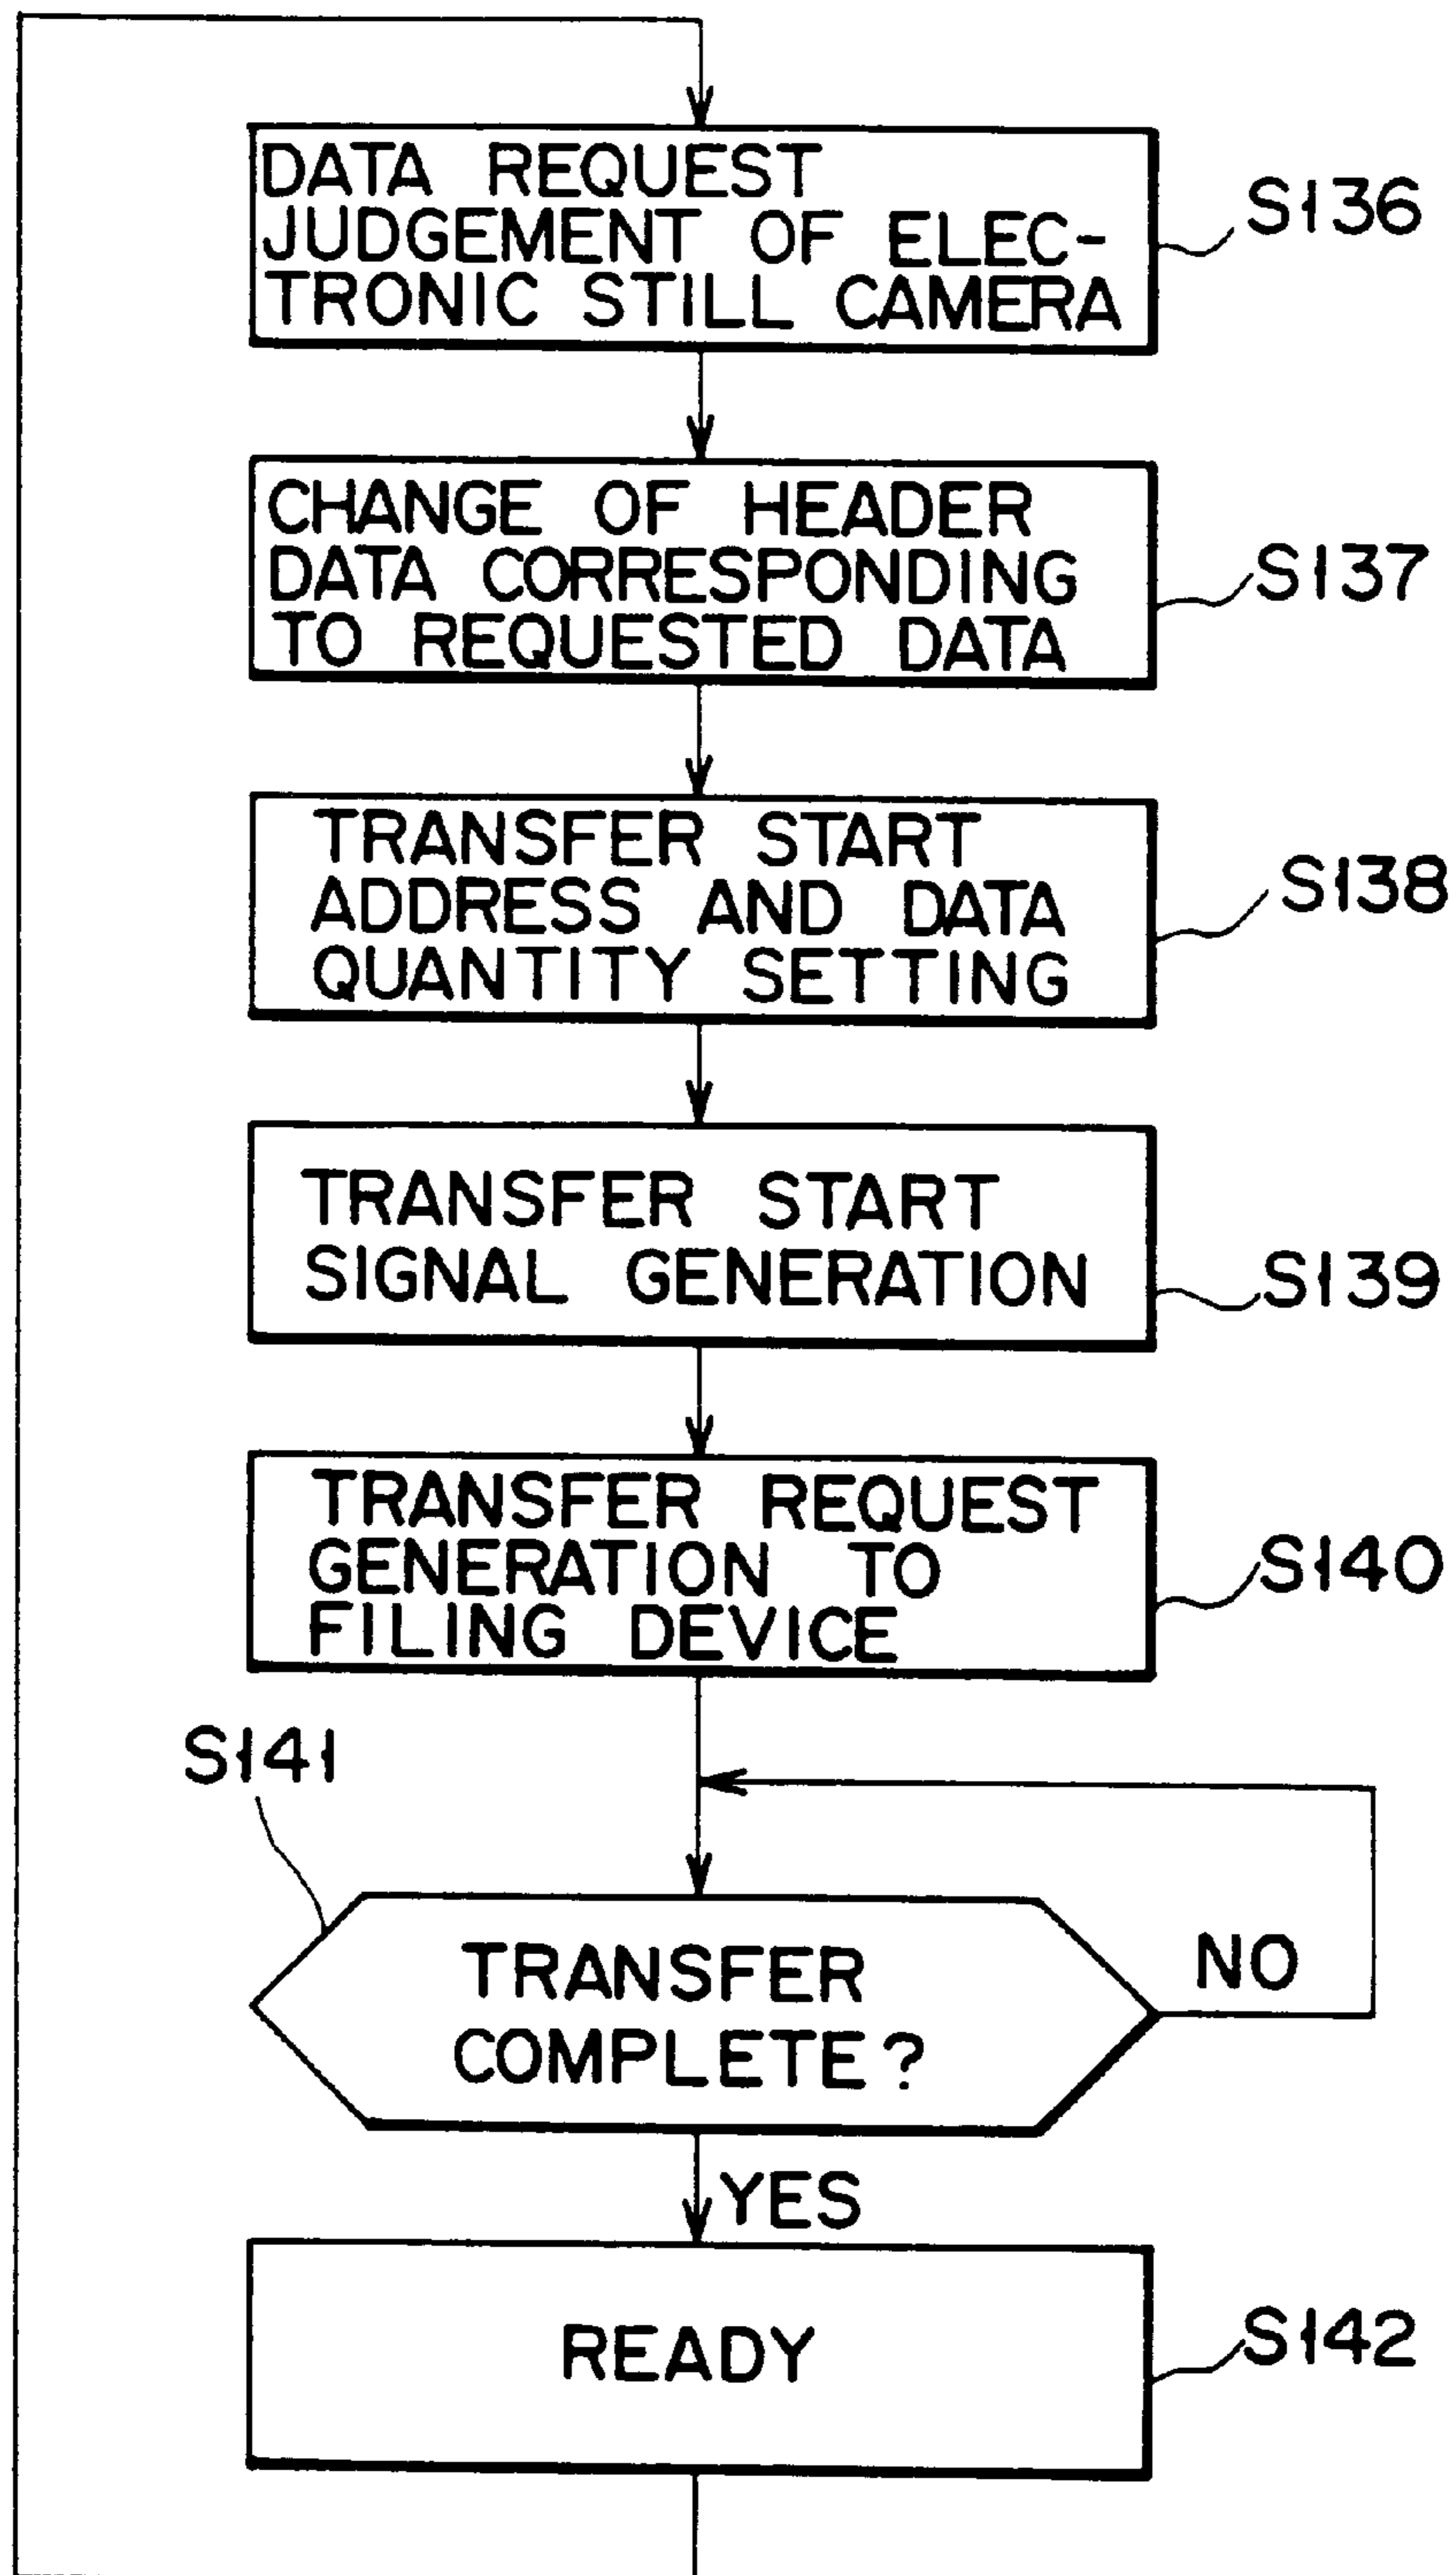 DATA REQUEST
JUDGEMENT OF ELEC-
TRONIC STILL CAMERA
S136
CHANGE OF HEADER
DATA CORRESPONDING
TO REQUESTED DATA
S137
TRANSFER START
ADDRESS AND DATA
QUANTITY SETTING
S138
TRANSFER START
SIGNAL GENERATION
S139
TRANSFER REQUEST
GENERATION TO
FILING DEVICE
S140
S141
TRANSFER
COMPLETE?
NO
YES
READY
S142